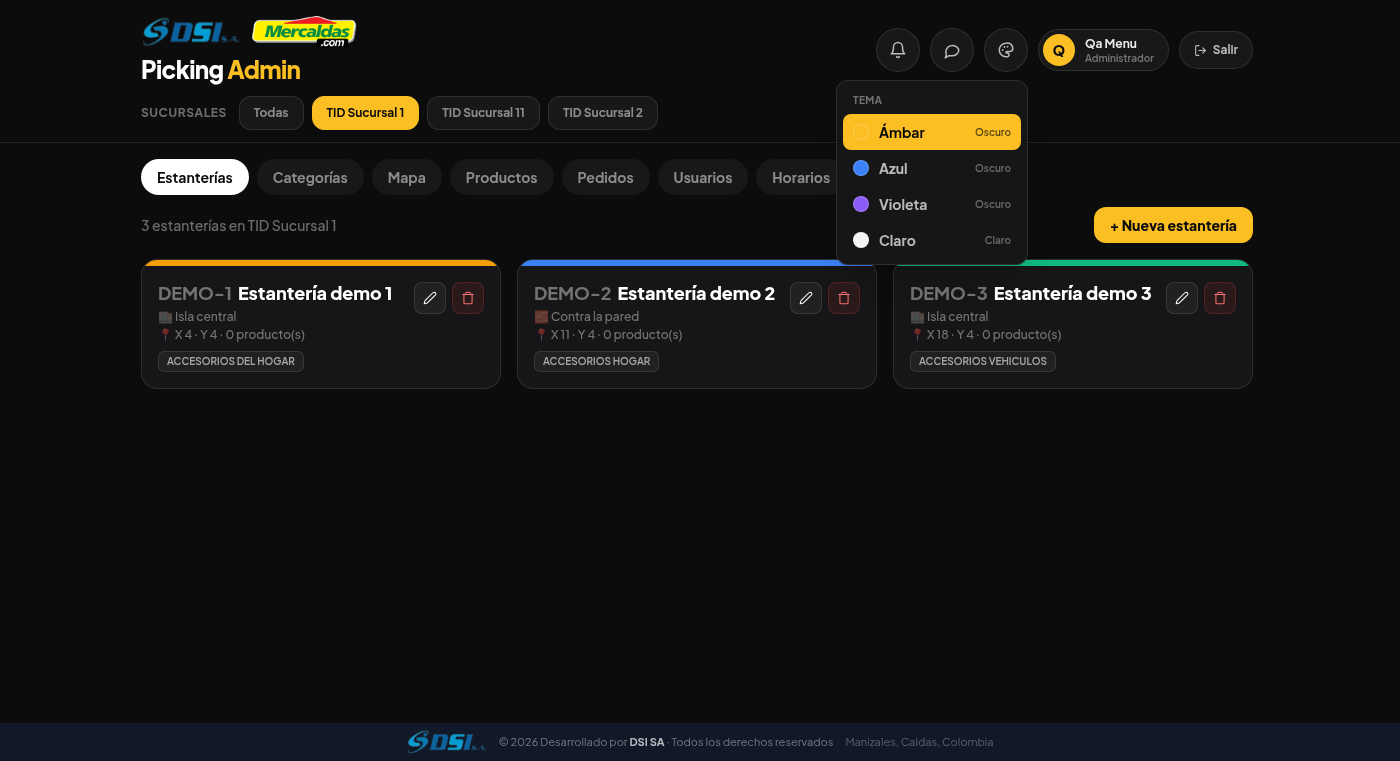 DSI S.A.
Mercaldas
.com
Picking Admin
Q
Qa Menu
Administrador
Salir
SUCURSALES
Todas
TID Sucursal 1
TID Sucursal 11
TID Sucursal 2
TEMA
Ámbar Oscuro
Azul Oscuro
Violeta Oscuro
Claro Claro
Estanterías
Categorías
Mapa
Productos
Pedidos
Usuarios
Horarios
3 estanterías en TID Sucursal 1
+ Nueva estantería
DEMO-1 Estantería demo 1
Isla central
X 4 · Y 4 · 0 producto(s)
ACCESORIOS DEL HOGAR
DEMO-2 Estantería demo 2
Contra la pared
X 11 · Y 4 · 0 producto(s)
ACCESORIOS HOGAR
DEMO-3 Estantería demo 3
Isla central
X 18 · Y 4 · 0 producto(s)
ACCESORIOS VEHICULOS
DSI S.A.
© 2026 Desarrollado por DSI SA · Todos los derechos reservados
Manizales, Caldas, Colombia